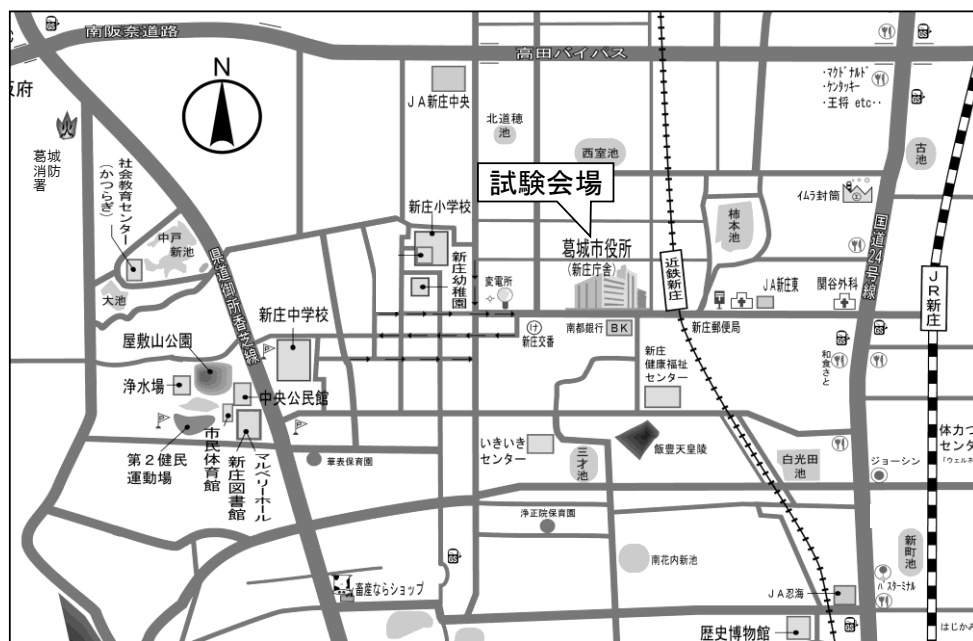 南阪奈道路
高田バイパス
阪府
N
JA新庄中央
・マクドナルド
・ケンタッキー
・王将 etc‥
北道穂
池
西室池
古池
葛城
消防署
社会教育センター
(かつらぎ)
試験会場
新庄小学校
イムラ封筒
中戸
新池
大池
柿本池
国道24号線
JR新庄
葛城市役所
(新庄庁舎)
新庄幼稚園
変電所
近鉄新庄
県道御所香芝線
JA新庄東
関谷外科
新庄中学校
新庄交番
南都銀行
BK
新庄郵便局
屋敷山公園
和食さと
新庄
健康福祉
センター
浄水場
中央公民館
市民体育館
新庄図書館
マルベリーホール
第2健民
運動場
華表保育園
いきいき
センター
三才池
飯豊天皇陵
白光田
池
ジョーシン
体力つ
センタ
「ウェルネ
浄正院保育園
新町池
南花内新池
畜産ならショップ
バスターミナル
JA忍海
歴史博物館
はじかみ